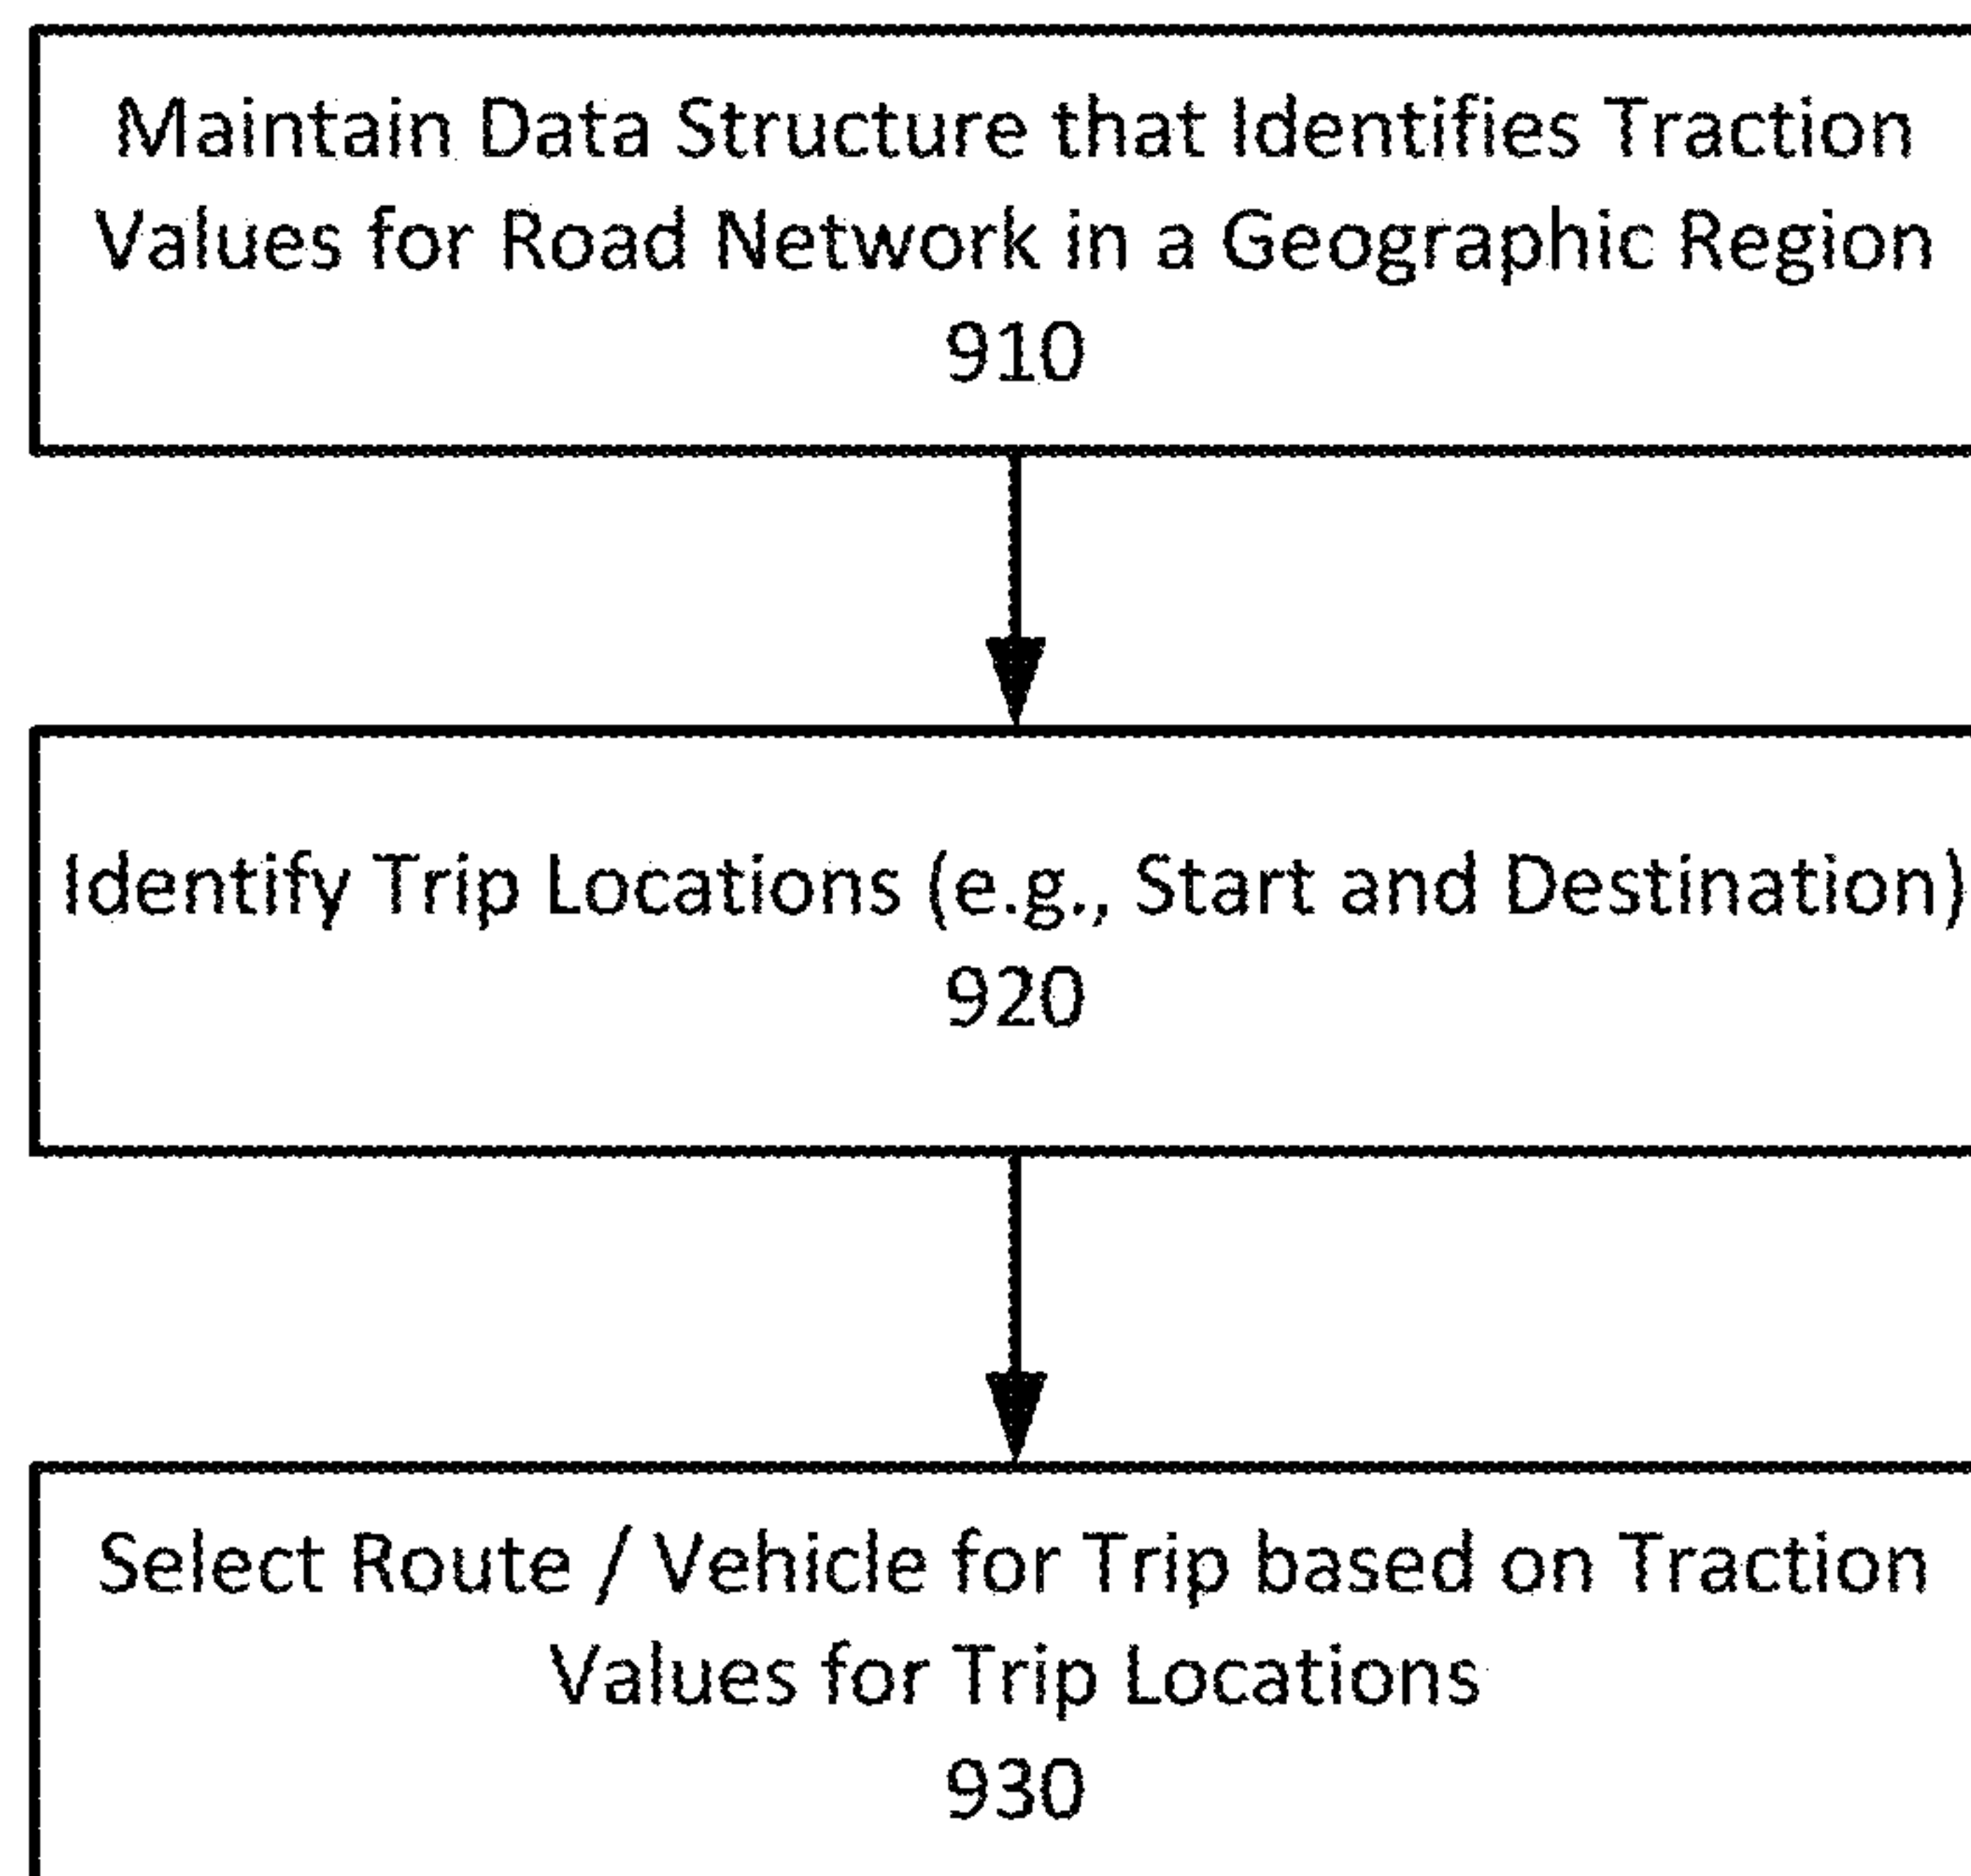 Maintain Data Structure that Identifies Traction
Values for Road Network in a Geographic Region
910
Identify Trip Locations (e.g., Start and Destination)
920
Select Route / Vehicle for Trip based on Traction
Values for Trip Locations
930